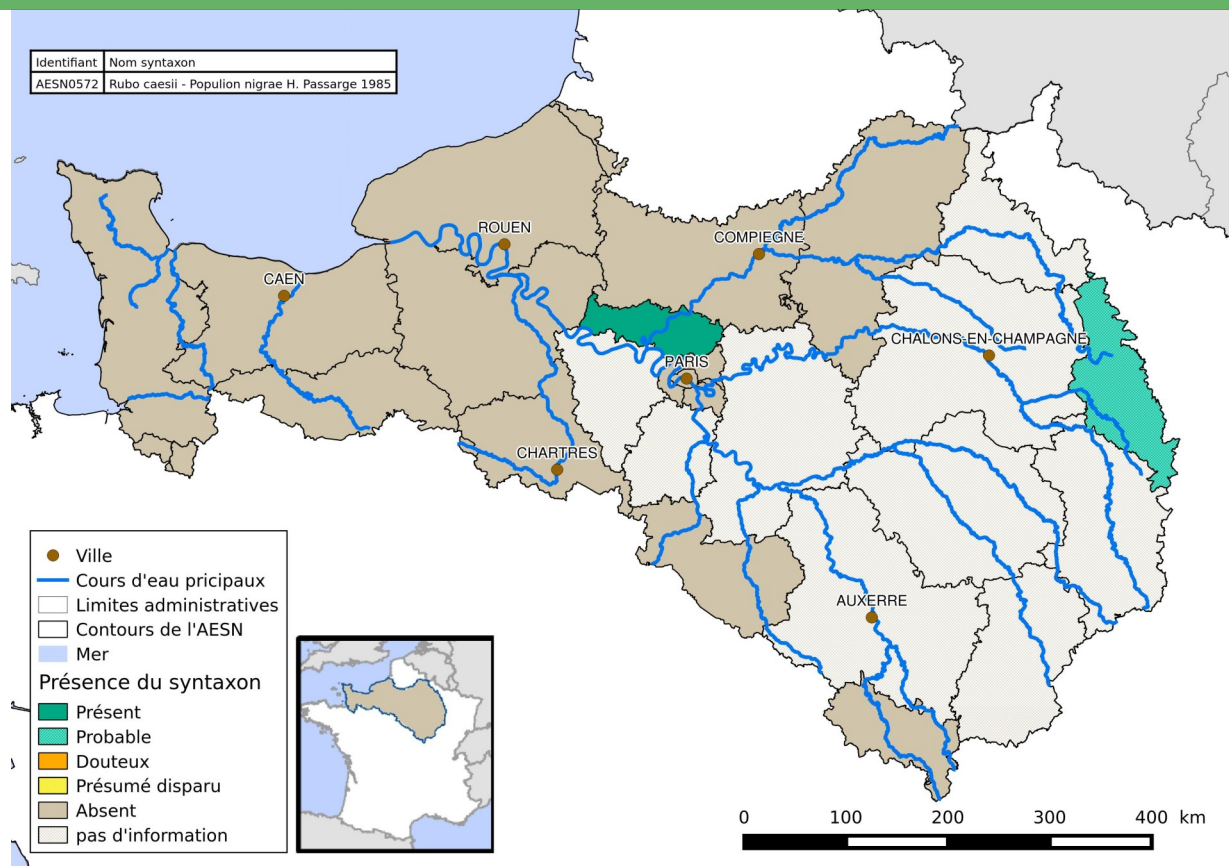 Identifiant Nom syntaxon
AESN0572 Rubo caesii - Populion nigrae H. Passarge 1985
ROUEN
COMPIEGNE
CAEN
CHALONS-EN-CHAMPAGNE
PARIS
CHARTRES
AUXERRE
Ville
Cours d'eau pricipaux
Limites administratives
Contours de l'AESN
Mer
Présence du syntaxon
Présent
Probable
Douteux
Présumé disparu
Absent
pas d'information
0 100 200 300 400 km